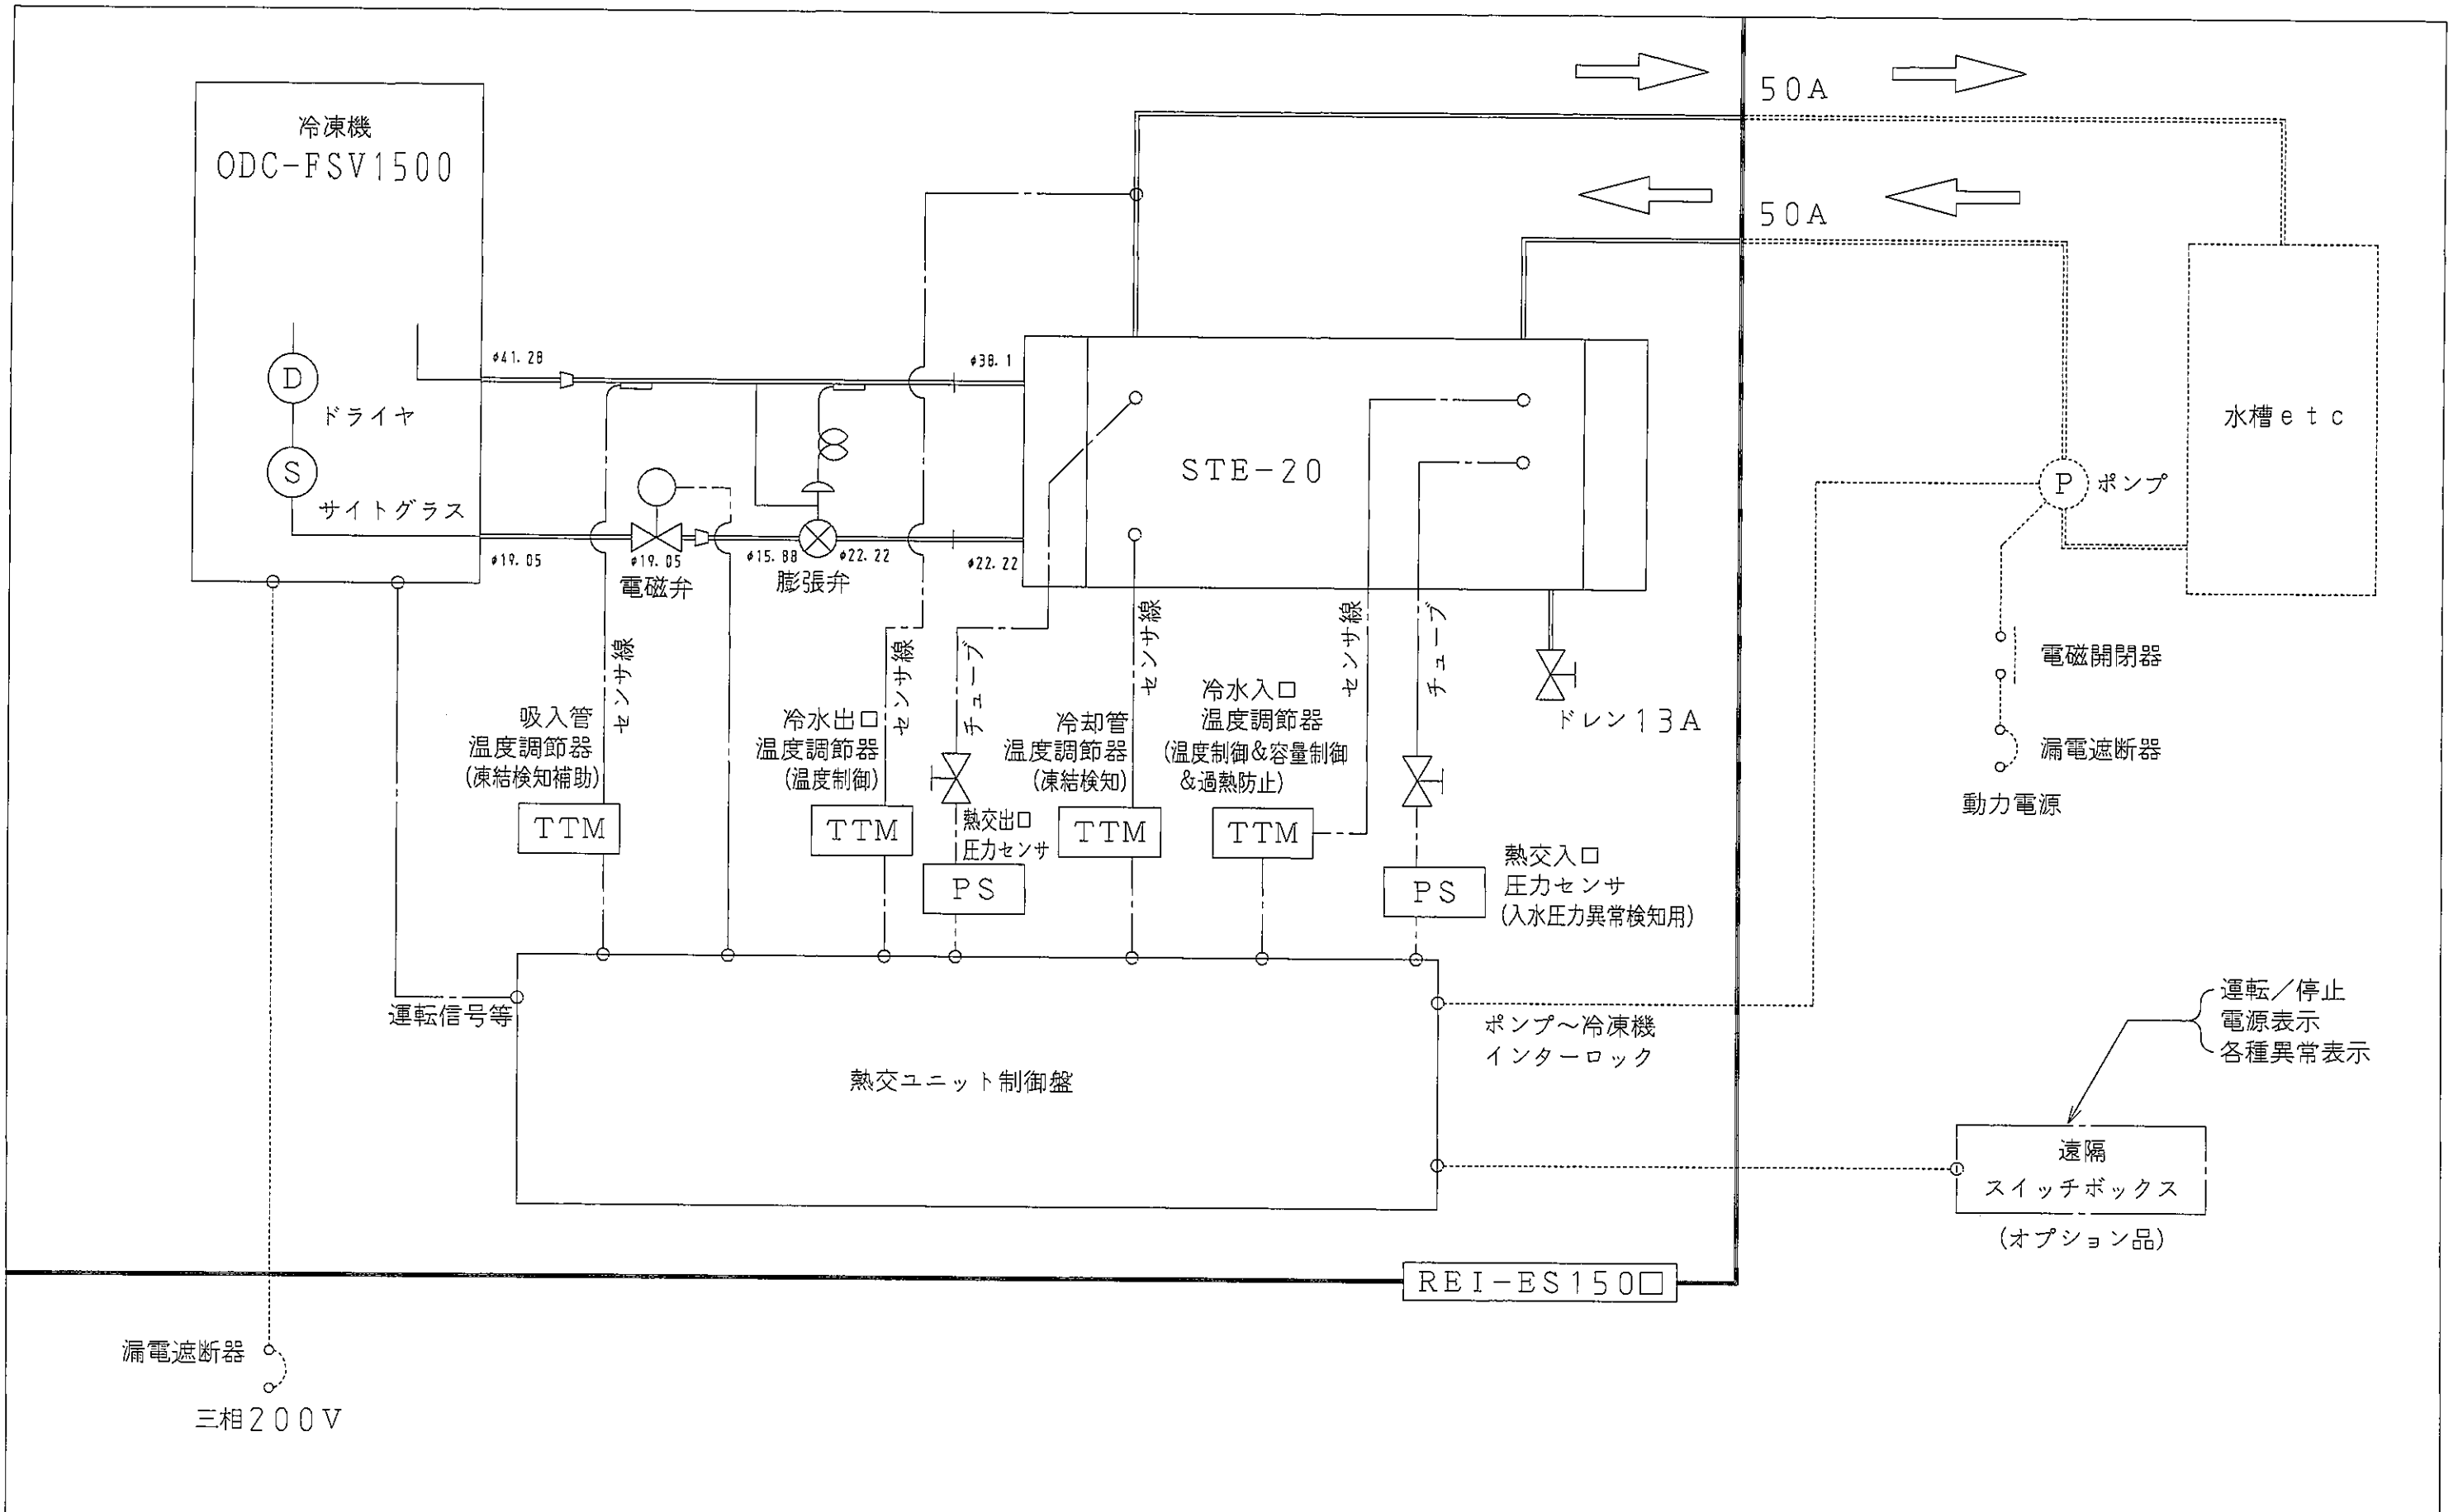 冷凍機
ODC-FSV1500
D
ドライヤ
S
サイトグラス
50A
50A
φ41.28
φ38.1
φ19.05
φ19.05
電磁弁
φ15.88
膨張弁
φ22.22
φ22.22
STE-20
水槽etc
P
ポンプ
電磁開閉器
漏電遮断器
動力電源
センサ線
センサ線
チューブ
センサ線
センサ線
チューブ
ドレン13A
吸入管
温度調節器
(凍結検知補助)
TTM
冷水出口
温度調節器
(温度制御)
TTM
熱交出口
圧力センサ
PS
冷却管
温度調節器
(凍結検知)
TTM
冷水入口
温度調節器
(温度制御&容量制御
&過熱防止)
TTM
熱交入口
圧力センサ
(入水圧力異常検知用)
PS
運転信号等
熱交ユニット制御盤
ポンプ～冷凍機
インターロック
運転／停止
電源表示
各種異常表示
遠隔
スイッチボックス
(オプション品)
REI-ES150□
漏電遮断器
三相200V